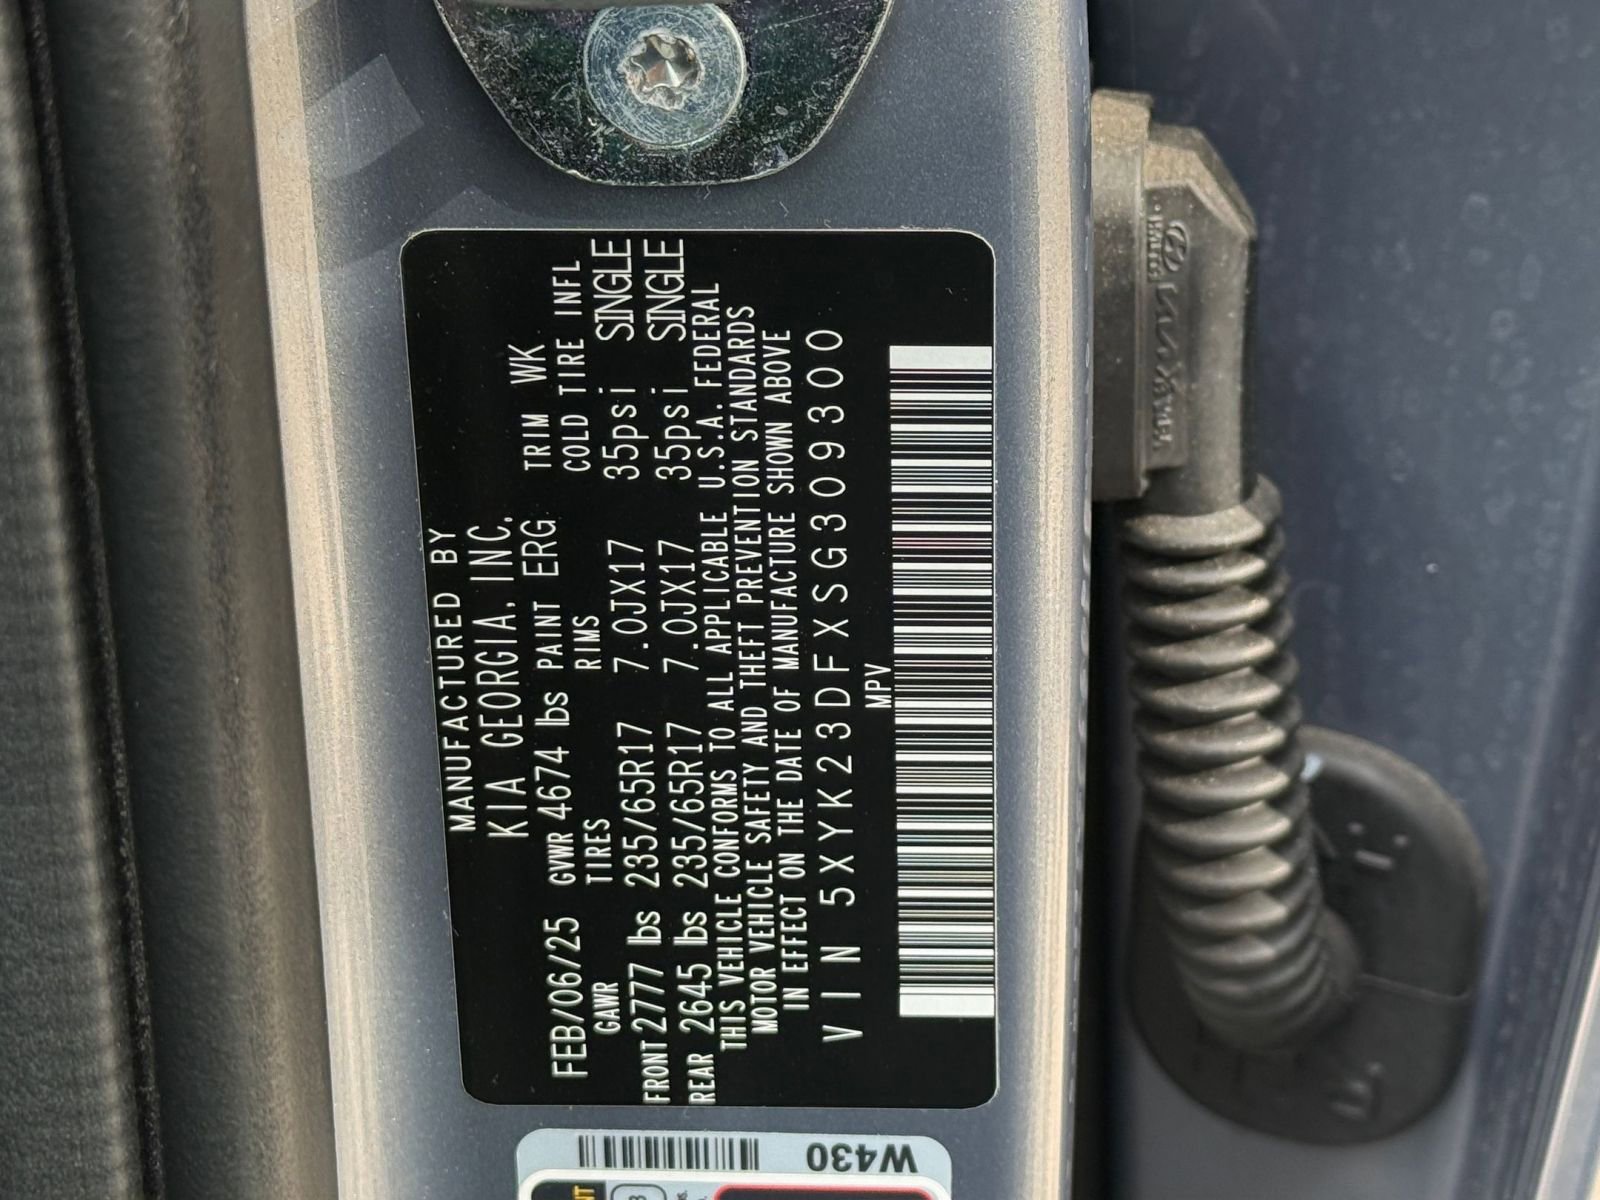 MANUFACTURED BY
KIA GEORGIA, INC.
FEB/06/25 GVWR 4674 lbs PAINT ERG TRIM WK
GAWR TIRES RIMS COLD TIRE INFL
FRONT 2777 lbs 235/65R17 7.0JX17 35psi SINGLE
REAR 2645 lbs 235/65R17 7.0JX17 35psi SINGLE
THIS VEHICLE CONFORMS TO ALL APPLICABLE U.S.A. FEDERAL
MOTOR VEHICLE SAFETY AND THEFT PREVENTION STANDARDS
IN EFFECT ON THE DATE OF MANUFACTURE SHOWN ABOVE
VIN 5XYK23DFXSG309300
MPV
W430